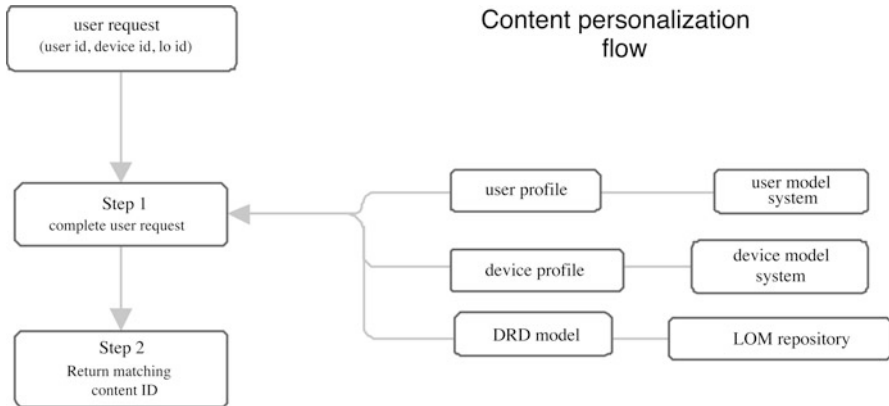 Content personalization
flow
user request
(user id, device id, lo id)
Step 1
complete user request
Step 2
Return matching
content ID
user profile
user model
system
device profile
device model
system
DRD model
LOM repository